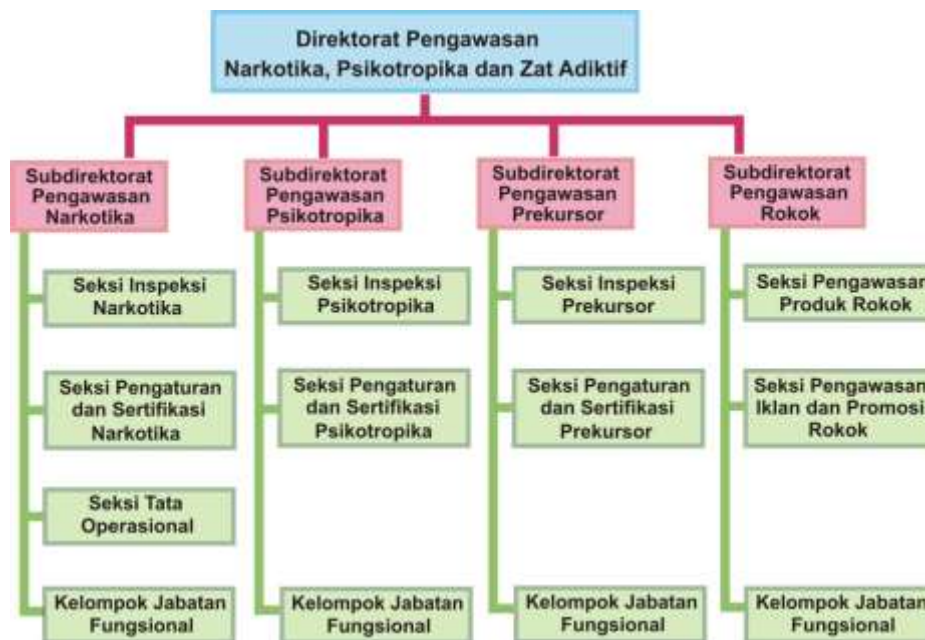 Direktorat Pengawasan
Narkotika, Psikotropika dan Zat Adiktif
Subdirektorat
Pengawasan
Narkotika
Subdirektorat
Pengawasan
Psikotropika
Subdirektorat
Pengawasan
Prekursor
Subdirektorat
Pengawasan
Rokok
Seksi Inspeksi
Narkotika
Seksi Inspeksi
Psikotropika
Seksi Inspeksi
Prekursor
Seksi Pengawasan
Produk Rokok
Seksi Pengaturan
dan Sertifikasi
Narkotika
Seksi Pengaturan
dan Sertifikasi
Psikotropika
Seksi Pengaturan
dan Sertifikasi
Prekursor
Seksi Pengawasan
Iklan dan Promosi
Rokok
Seksi Tata
Operasional
Kelompok Jabatan
Fungsional
Kelompok Jabatan
Fungsional
Kelompok Jabatan
Fungsional
Kelompok Jabatan
Fungsional